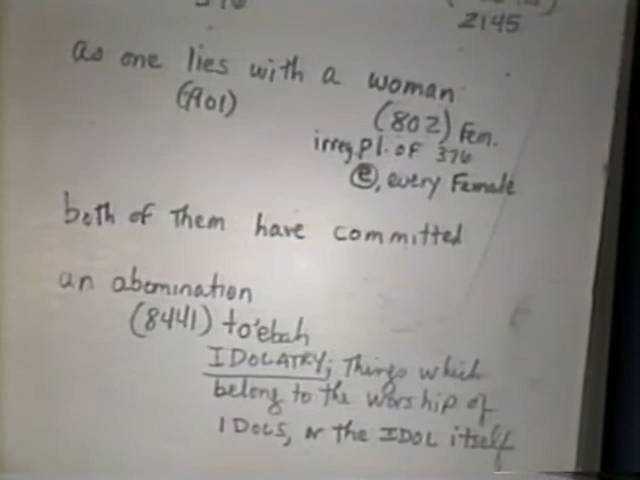 2145
as one lies with a woman
(4901) (802) Fem.
irreg. pl. of 376
(e), every Female
both of them have committed
an abomination
(8441) to'ebah
IDOLATRY; Things which
belong to the worship of
IDOLS, or the IDOL itself